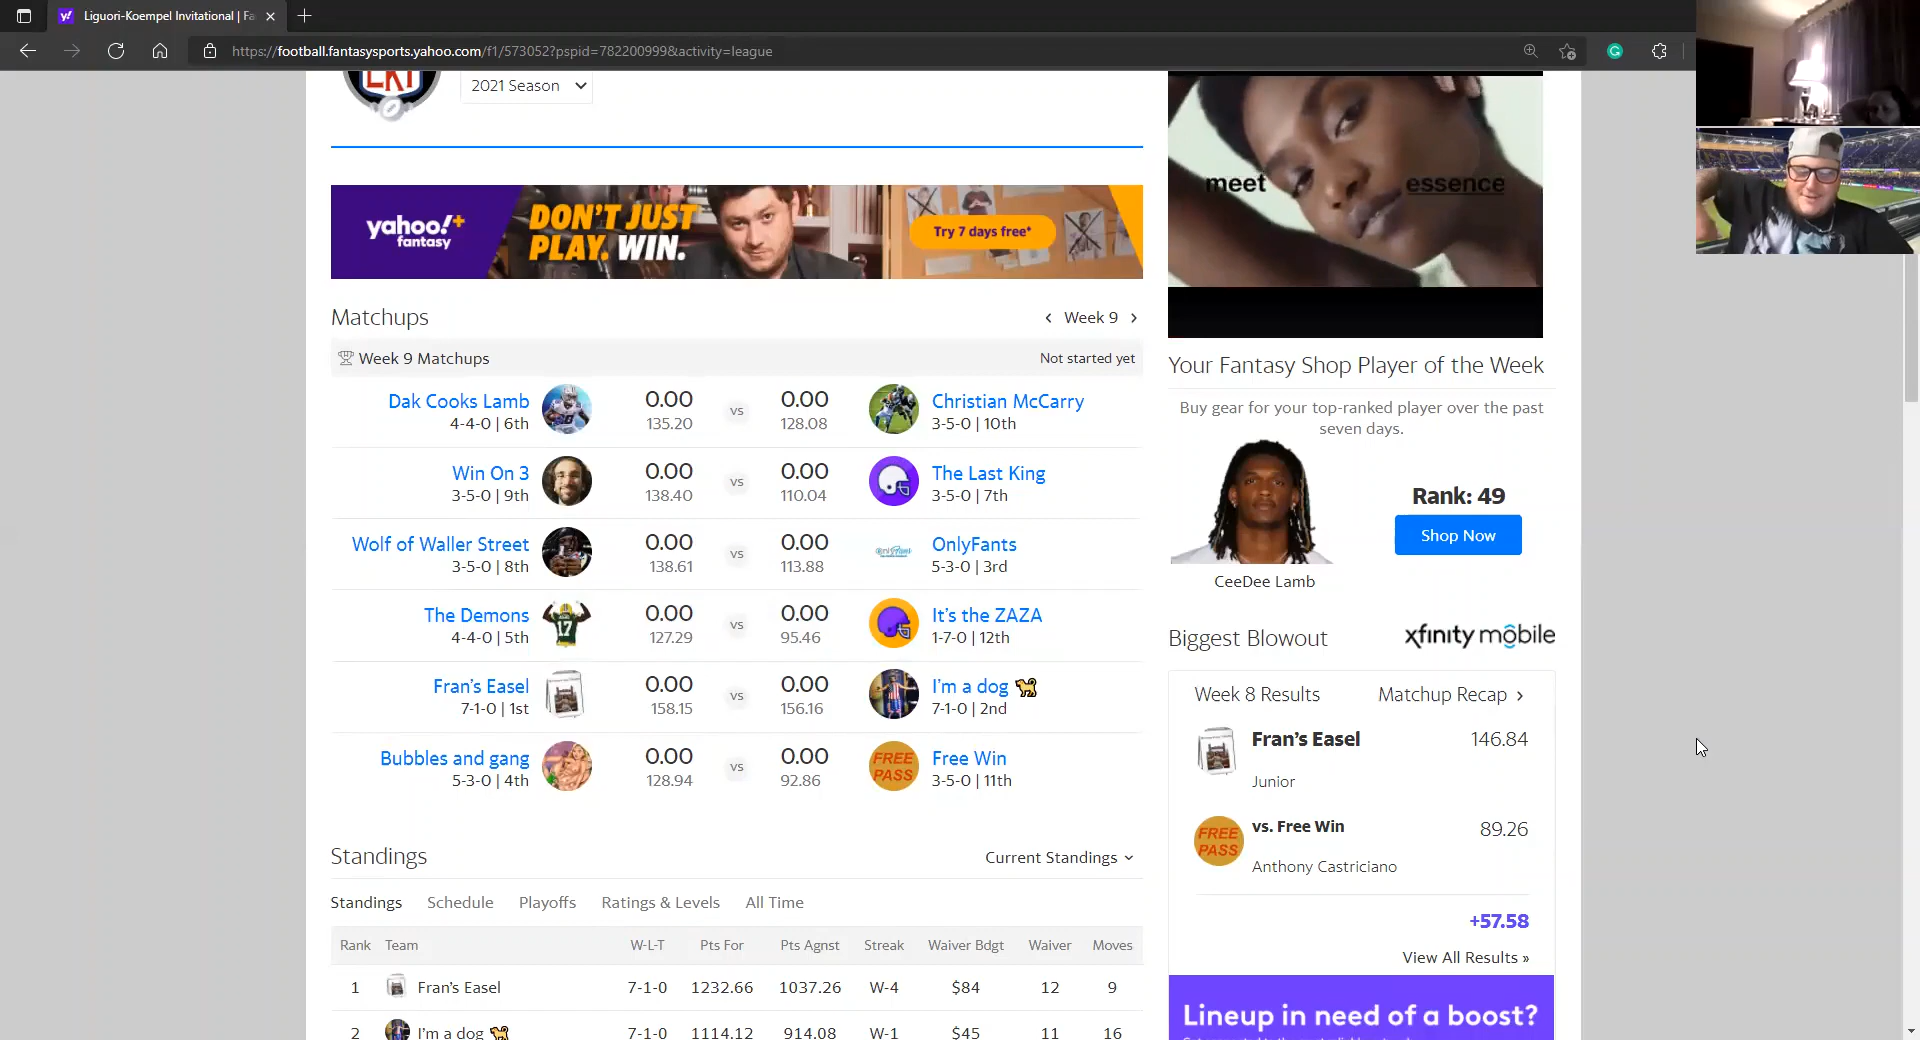 Liguori-Koempel Invitational | Fa
https://football.fantasysports.yahoo.com/f1/573052?pspid=782200999&activity=league
LKI
2021 Season
yahoo!+
fantasy
DON'T JUST
PLAY. WIN.
Try 7 days free*
Matchups
Week 9
Week 9 Matchups
Not started yet
Dak Cooks Lamb 0.00 vs 0.00 Christian McCarry
4-4-0 | 6th 135.20 128.08 3-5-0 | 10th
Win On 3 0.00 vs 0.00 The Last King
3-5-0 | 9th 138.40 110.04 3-5-0 | 7th
Wolf of Waller Street 0.00 vs 0.00 OnlyFants
3-5-0 | 8th 138.61 113.88 5-3-0 | 3rd
The Demons 0.00 vs 0.00 It's the ZAZA
4-4-0 | 5th 17 127.29 95.46 1-7-0 | 12th
Fran's Easel 0.00 vs 0.00 I'm a dog 🐕
7-1-0 | 1st 158.15 156.16 7-1-0 | 2nd
Bubbles and gang 0.00 vs 0.00 FREE PASS Free Win
5-3-0 | 4th 128.94 92.86 3-5-0 | 11th
Standings
Current Standings
Standings Schedule Playoffs Ratings & Levels All Time
Rank Team W-L-T Pts For Pts Agnst Streak Waiver Bdgt Waiver Moves
1 Fran's Easel 7-1-0 1232.66 1037.26 W-4 $84 12 9
2 I'm a dog 🐕 7-1-0 1114.12 914.08 W-1 $45 11 16
meet essence
Your Fantasy Shop Player of the Week
Buy gear for your top-ranked player over the past
seven days.
Rank: 49
Shop Now
CeeDee Lamb
Biggest Blowout
xfinity mobile
Week 8 Results
Matchup Recap
Fran's Easel 146.84
Junior
FREE
PASS
vs. Free Win 89.26
Anthony Castriciano
+57.58
View All Results »
Lineup in need of a boost?